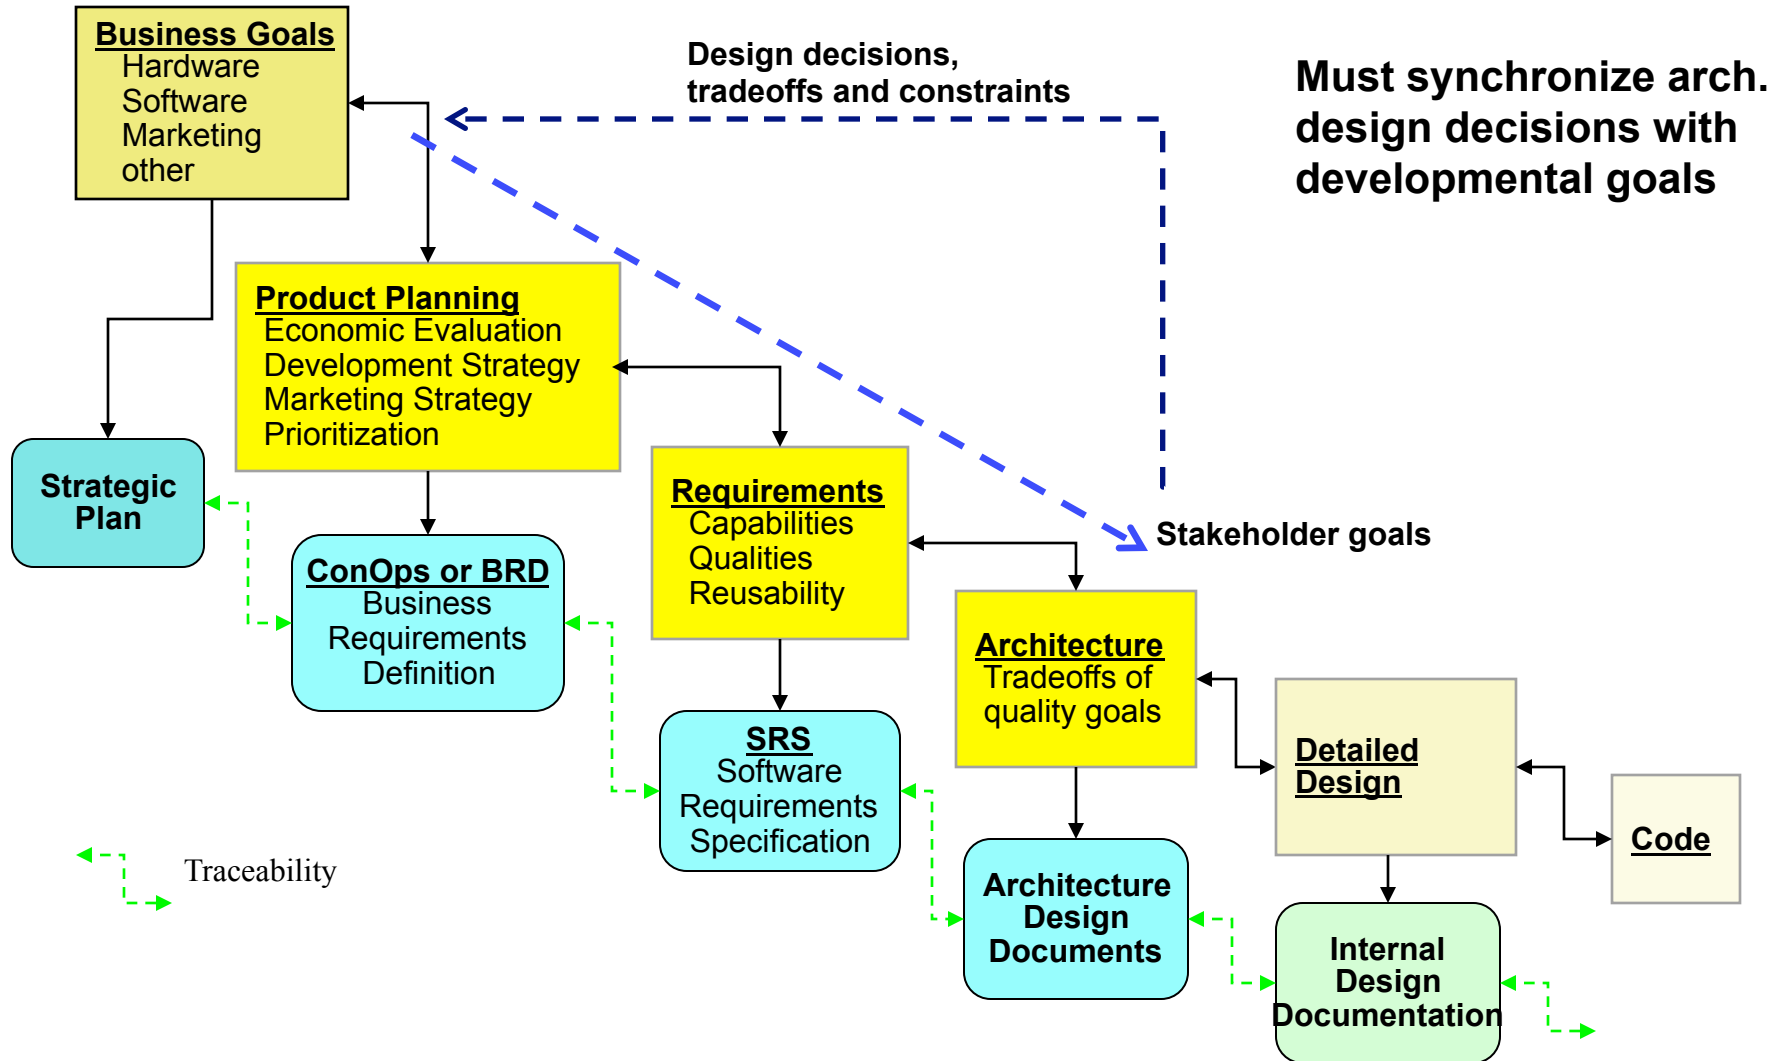 Business Goals
Hardware
Software
Marketing
other
Design decisions,
tradeoffs and constraints
Must synchronize arch.
design decisions with
developmental goals
Product Planning
Economic Evaluation
Development Strategy
Marketing Strategy
Prioritization
Strategic
Plan
Requirements
Capabilities
Qualities
Reusability
Stakeholder goals
ConOps or BRD
Business
Requirements
Definition
Architecture
Tradeoffs of
quality goals
SRS
Software
Requirements
Specification
Detailed
Design
Code
Traceability
Architecture
Design
Documents
Internal
Design
Documentation